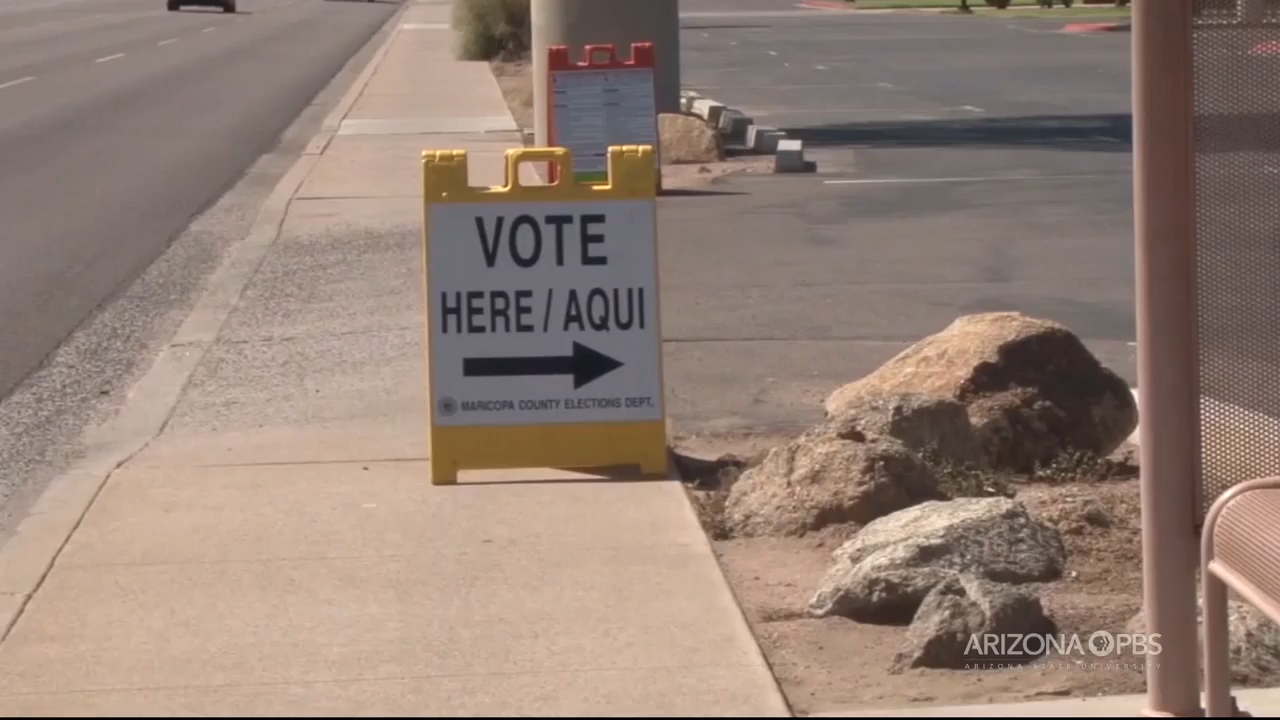 VOTE
HERE / AQUI
MARICOPA COUNTY ELECTIONS DEPT.
ARIZONA PBS
ARIZONA STATE UNIVERSITY